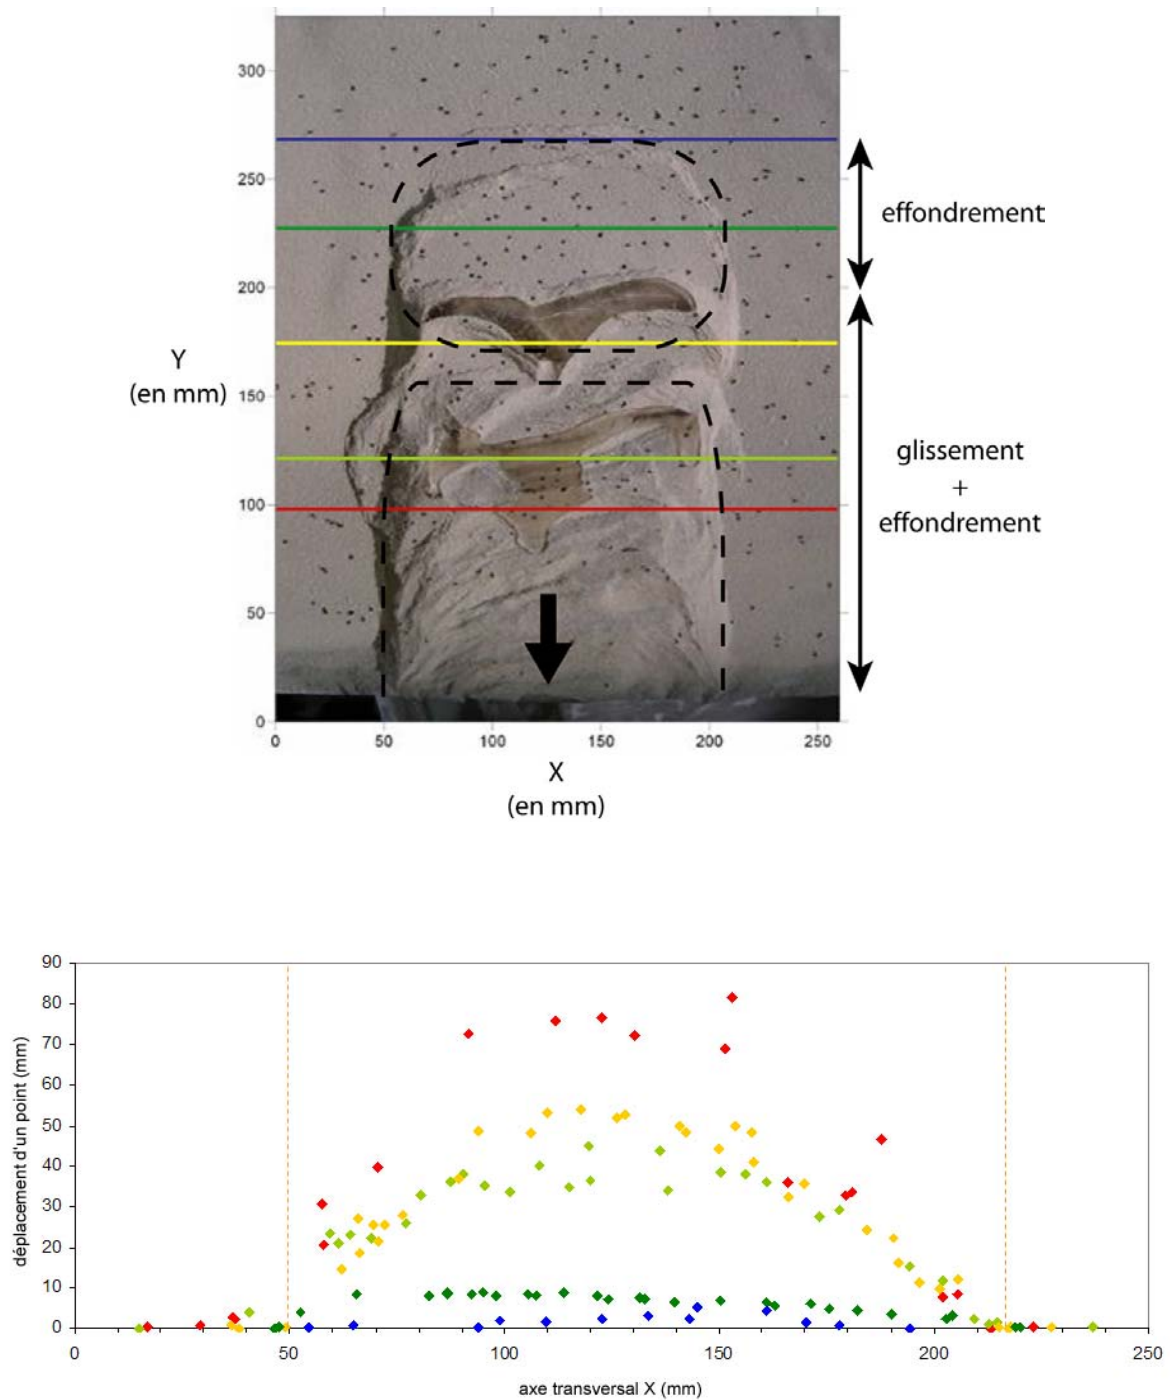 300
250
200
150
100
50
0
Y
(en mm)
0 50 100 150 200 250
X
(en mm)
effondrement
glissement
+
effondrement
90
80
70
60
50
40
30
20
10
0
déplacement d'un point (mm)
0 50 100 150 200 250
axe transversal X (mm)